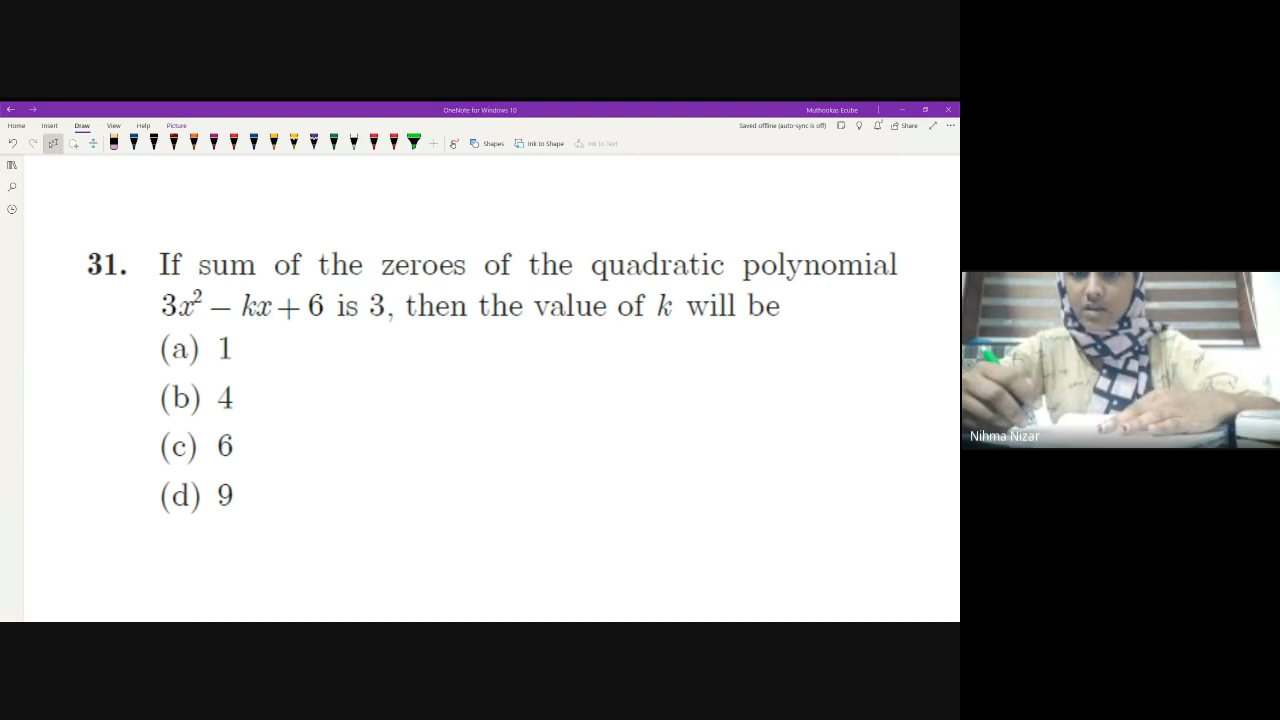 OneNote for Windows 10
Muthookas Ecube
Home Insert Draw View Help Picture
Saved offline (auto-sync is off)
Share
Shapes
Ink to Shape
Ink to Text
31. If sum of the zeroes of the quadratic polynomial
3x² – kx + 6 is 3, then the value of k will be
(a) 1
(b) 4
(c) 6
(d) 9
Nihma Nizar